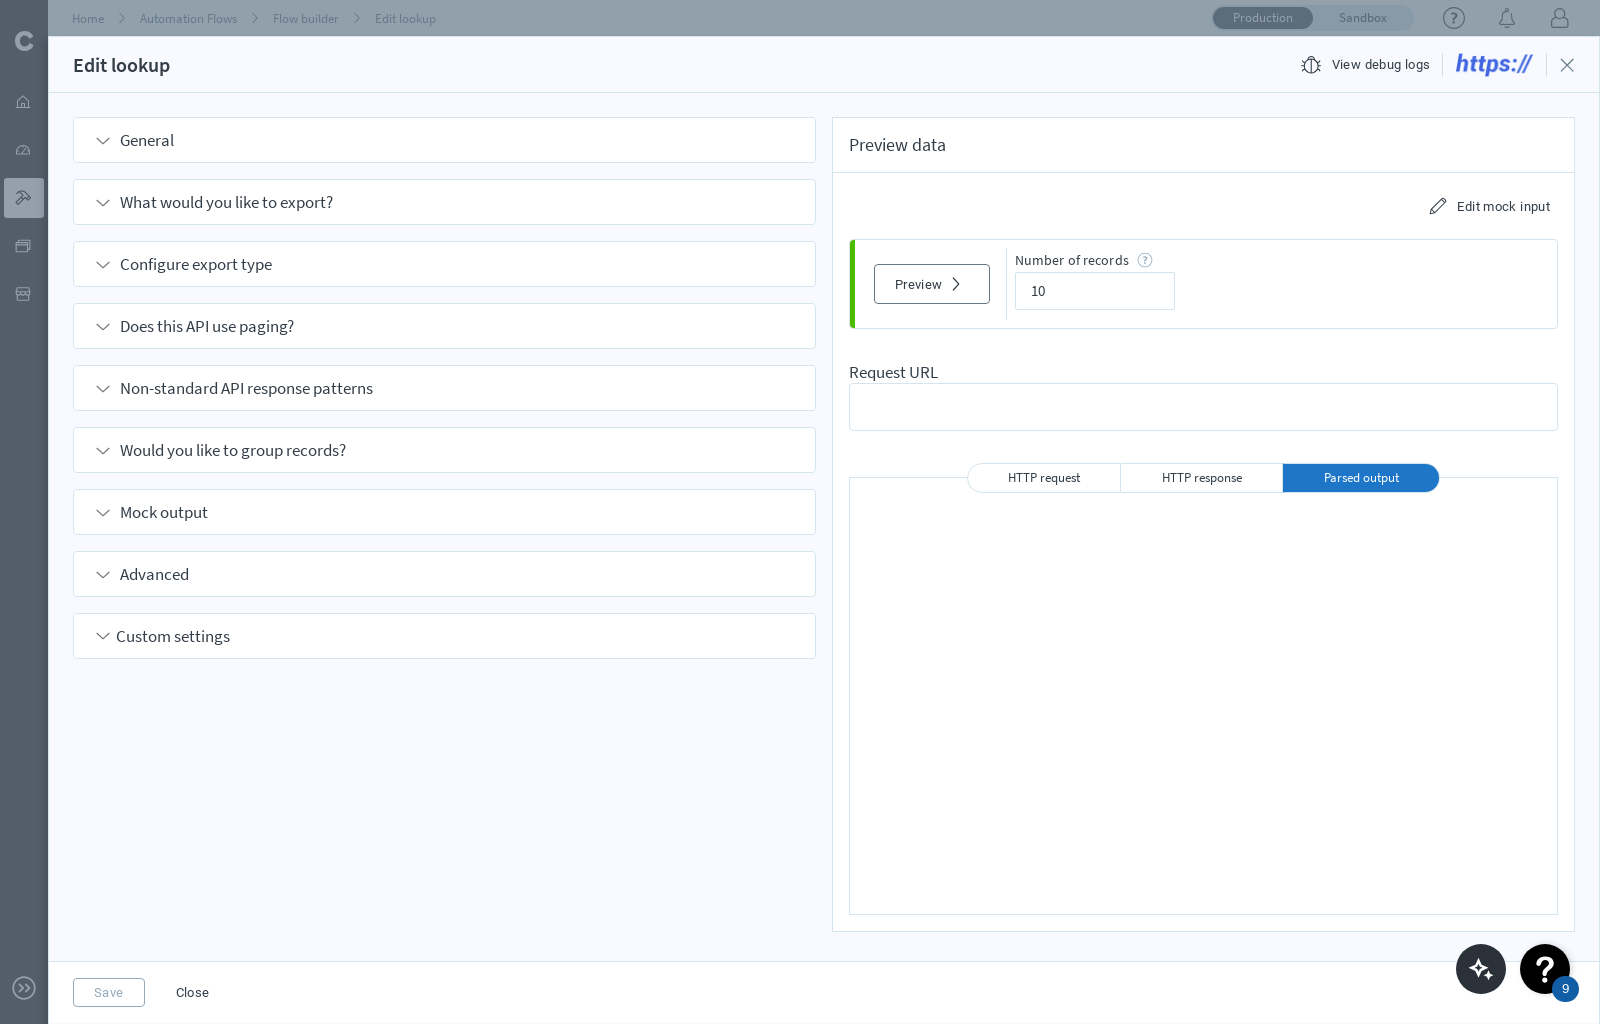 C
Home Automation Flows Flow builder Edit lookup
Production Sandbox
Edit lookup
View debug logs
https://
General
What would you like to export?
Configure export type
Does this API use paging?
Non-standard API response patterns
Would you like to group records?
Mock output
Advanced
Custom settings
Preview data
Edit mock input
Preview
Number of records ?
10
Request URL
HTTP request HTTP response Parsed output
Save Close
?
9